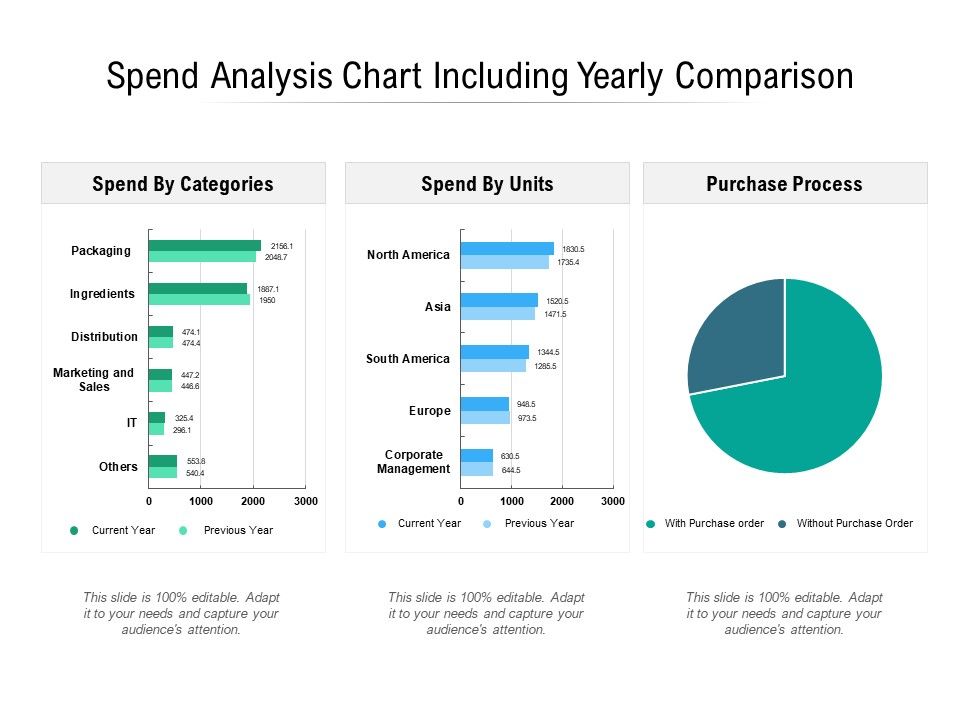 Spend Analysis Chart Including Yearly Comparison
Spend By Categories
Packaging
2156.1
2048.7
Ingredients
1887.1
1950
Distribution
474.1
474.4
Marketing and
Sales
447.2
446.6
IT
325.4
296.1
Others
553.8
540.4
0 1000 2000 3000
Current Year Previous Year
Spend By Units
North America
1830.5
1735.4
Asia
1520.5
1471.5
South America
1344.5
1285.5
Europe
948.5
973.5
Corporate
Management
630.5
644.5
0 1000 2000 3000
Current Year Previous Year
Purchase Process
With Purchase order Without Purchase Order
This slide is 100% editable. Adapt
it to your needs and capture your
audience's attention.
This slide is 100% editable. Adapt
it to your needs and capture your
audience's attention.
This slide is 100% editable. Adapt
it to your needs and capture your
audience's attention.